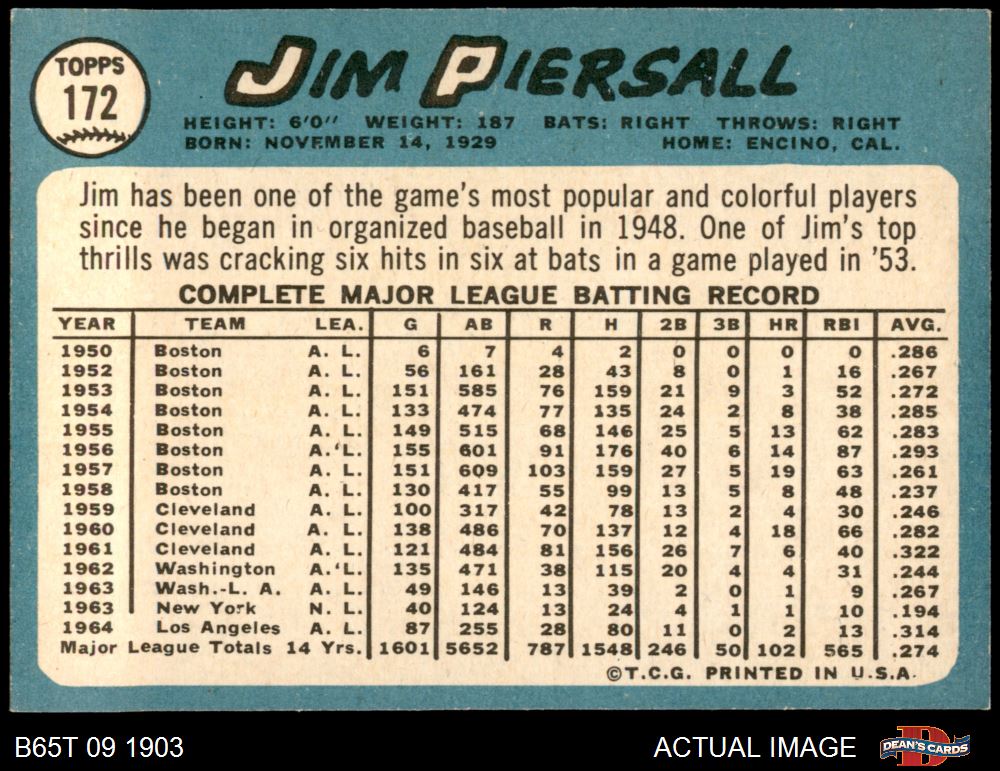 TOPPS
172
JIM PIERSALL
HEIGHT: 6'0" WEIGHT: 187 BATS: RIGHT THROWS: RIGHT
BORN: NOVEMBER 14, 1929 HOME: ENCINO, CAL.
Jim has been one of the game's most popular and colorful players
since he began in organized baseball in 1948. One of Jim's top
thrills was cracking six hits in six at bats in a game played in '53.
COMPLETE MAJOR LEAGUE BATTING RECORD
YEAR TEAM LEA. G AB R H 2B 3B HR RBI AVG.
1950 Boston A. L. 6 7 4 2 0 0 0 0 .286
1952 Boston A. L. 56 161 28 43 8 0 1 16 .267
1953 Boston A. L. 151 585 76 159 21 9 3 52 .272
1954 Boston A. L. 133 474 77 135 24 2 8 38 .285
1955 Boston A. L. 149 515 68 146 25 5 13 62 .283
1956 Boston A. L. 155 601 91 176 40 6 14 87 .293
1957 Boston A. L. 151 609 103 159 27 5 19 63 .261
1958 Boston A. L. 130 417 55 99 13 5 8 48 .237
1959 Cleveland A. L. 100 317 42 78 13 2 4 30 .246
1960 Cleveland A. L. 138 486 70 137 12 4 18 66 .282
1961 Cleveland A. L. 121 484 81 156 26 7 6 40 .322
1962 Washington A. L. 135 471 38 115 20 4 4 31 .244
1963 Wash.-L. A. A. L. 49 146 13 39 2 0 1 9 .267
1963 New York N. L. 40 124 13 24 4 1 1 10 .194
1964 Los Angeles A. L. 87 255 28 80 11 0 2 13 .314
Major League Totals 14 Yrs. 1601 5652 787 1548 246 50 102 565 .274
©T.C.G. PRINTED IN U.S.A.
B65T 09 1903 ACTUAL IMAGE DEAN'S CARDS